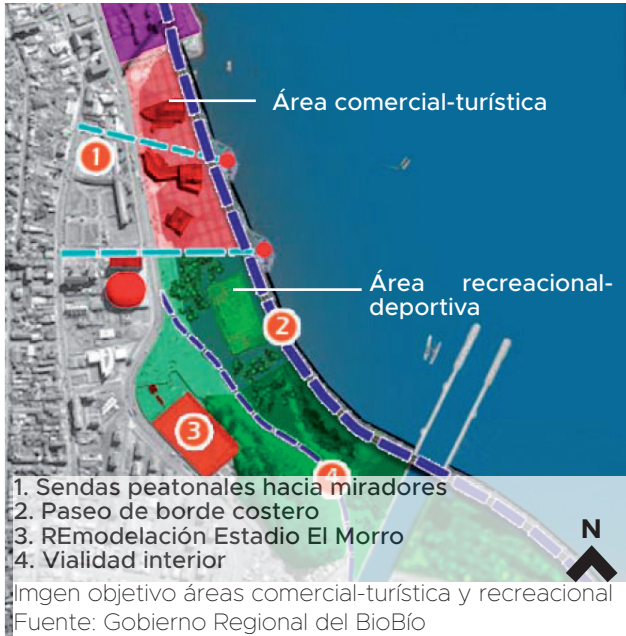 Área comercial-turística
1
Área recreacional-
deportiva
2
3
4
1. Sendas peatonales hacia miradores
2. Paseo de borde costero
3. REmodelación Estadio El Morro
4. Vialidad interior
N
Imgen objetivo áreas comercial-turística y recreacional
Fuente: Gobierno Regional del BioBío